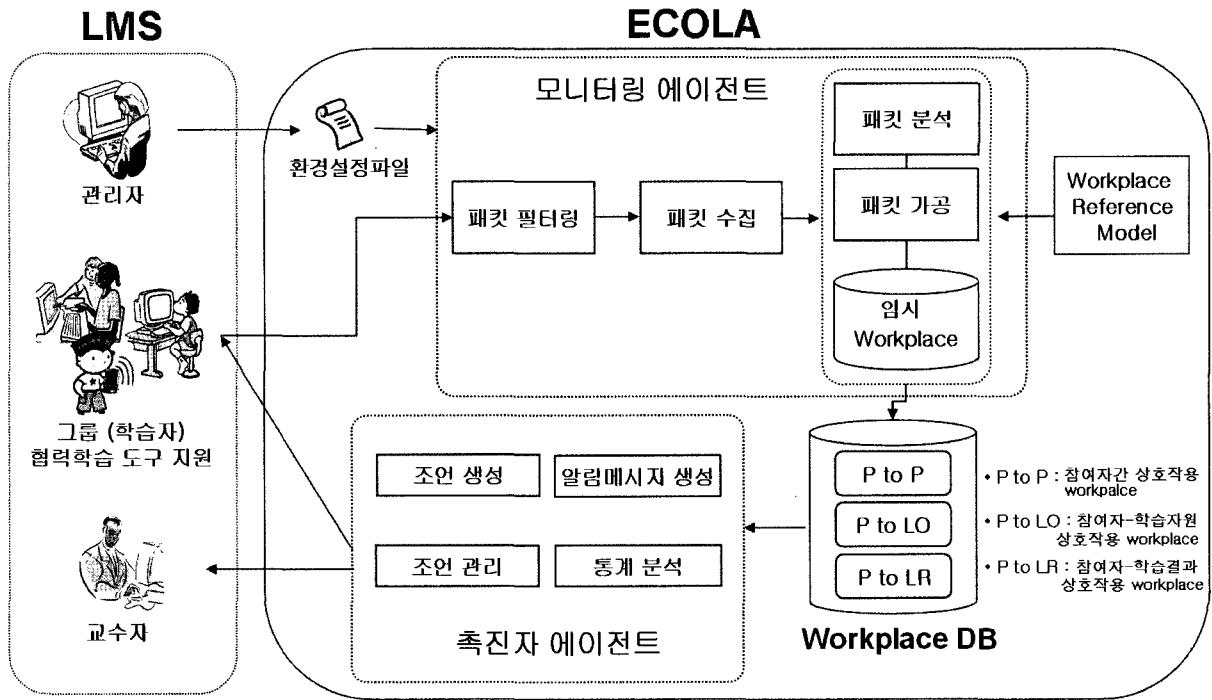 LMS
ECOLA
관리자
그룹 (학습자)
협력학습 도구 지원
교수자
환경설정파일
모니터링 에이전트
패킷 필터링
패킷 수집
패킷 분석
패킷 가공
임시
Workplace
Workplace
Reference
Model
조언 생성
알림메시지 생성
조언 관리
통계 분석
촉진자 에이전트
P to P
P to LO
P to LR
Workplace DB
• P to P : 참여자간 상호작용
workpalce
• P to LO : 참여자-학습자원
상호작용 workplace
• P to LR : 참여자-학습결과
상호작용 workplace